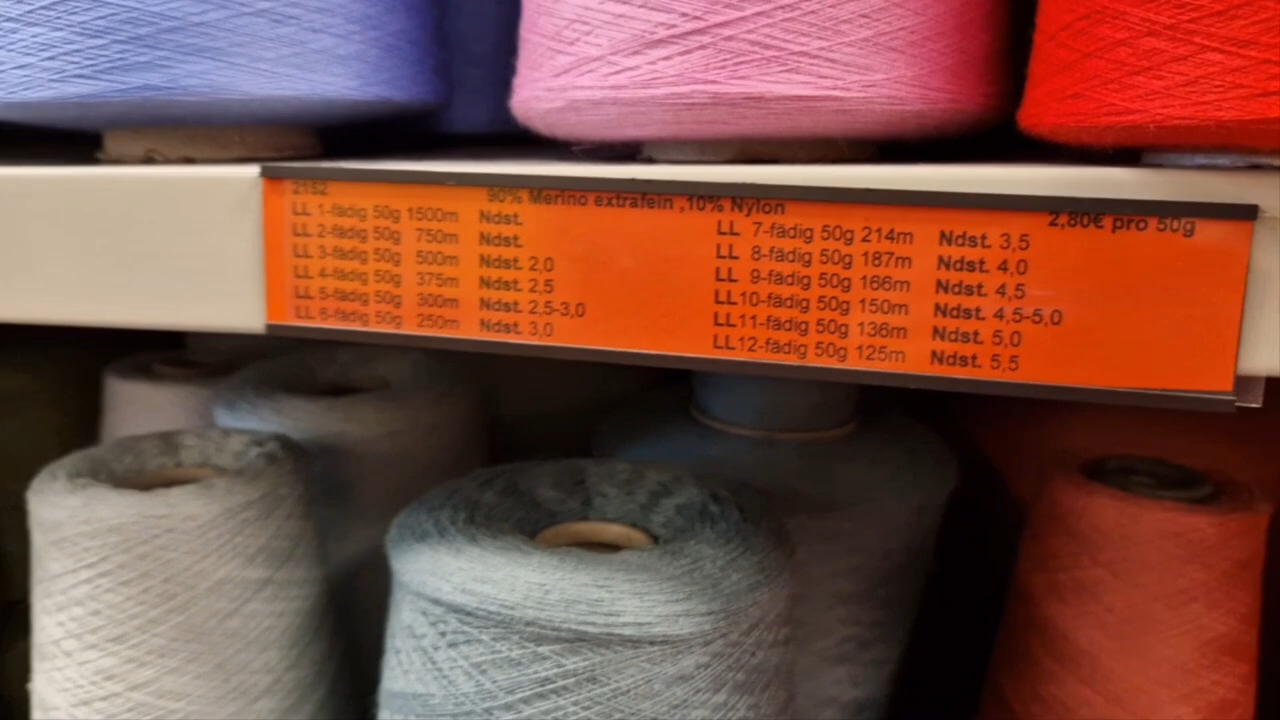 2152 90% Merino extrafein ,10% Nylon 2,80€ pro 50g
LL 1-fädig 50g 1500m Ndst.
LL 2-fädig 50g 750m Ndst.
LL 3-fädig 50g 500m Ndst. 2,0
LL 4-fädig 50g 375m Ndst. 2,5
LL 5-fädig 50g 300m Ndst. 2,5-3,0
LL 6-fädig 50g 250m Ndst. 3,0
LL 7-fädig 50g 214m Ndst. 3,5
LL 8-fädig 50g 187m Ndst. 4,0
LL 9-fädig 50g 166m Ndst. 4,5
LL10-fädig 50g 150m Ndst. 4,5-5,0
LL11-fädig 50g 136m Ndst. 5,0
LL12-fädig 50g 125m Ndst. 5,5